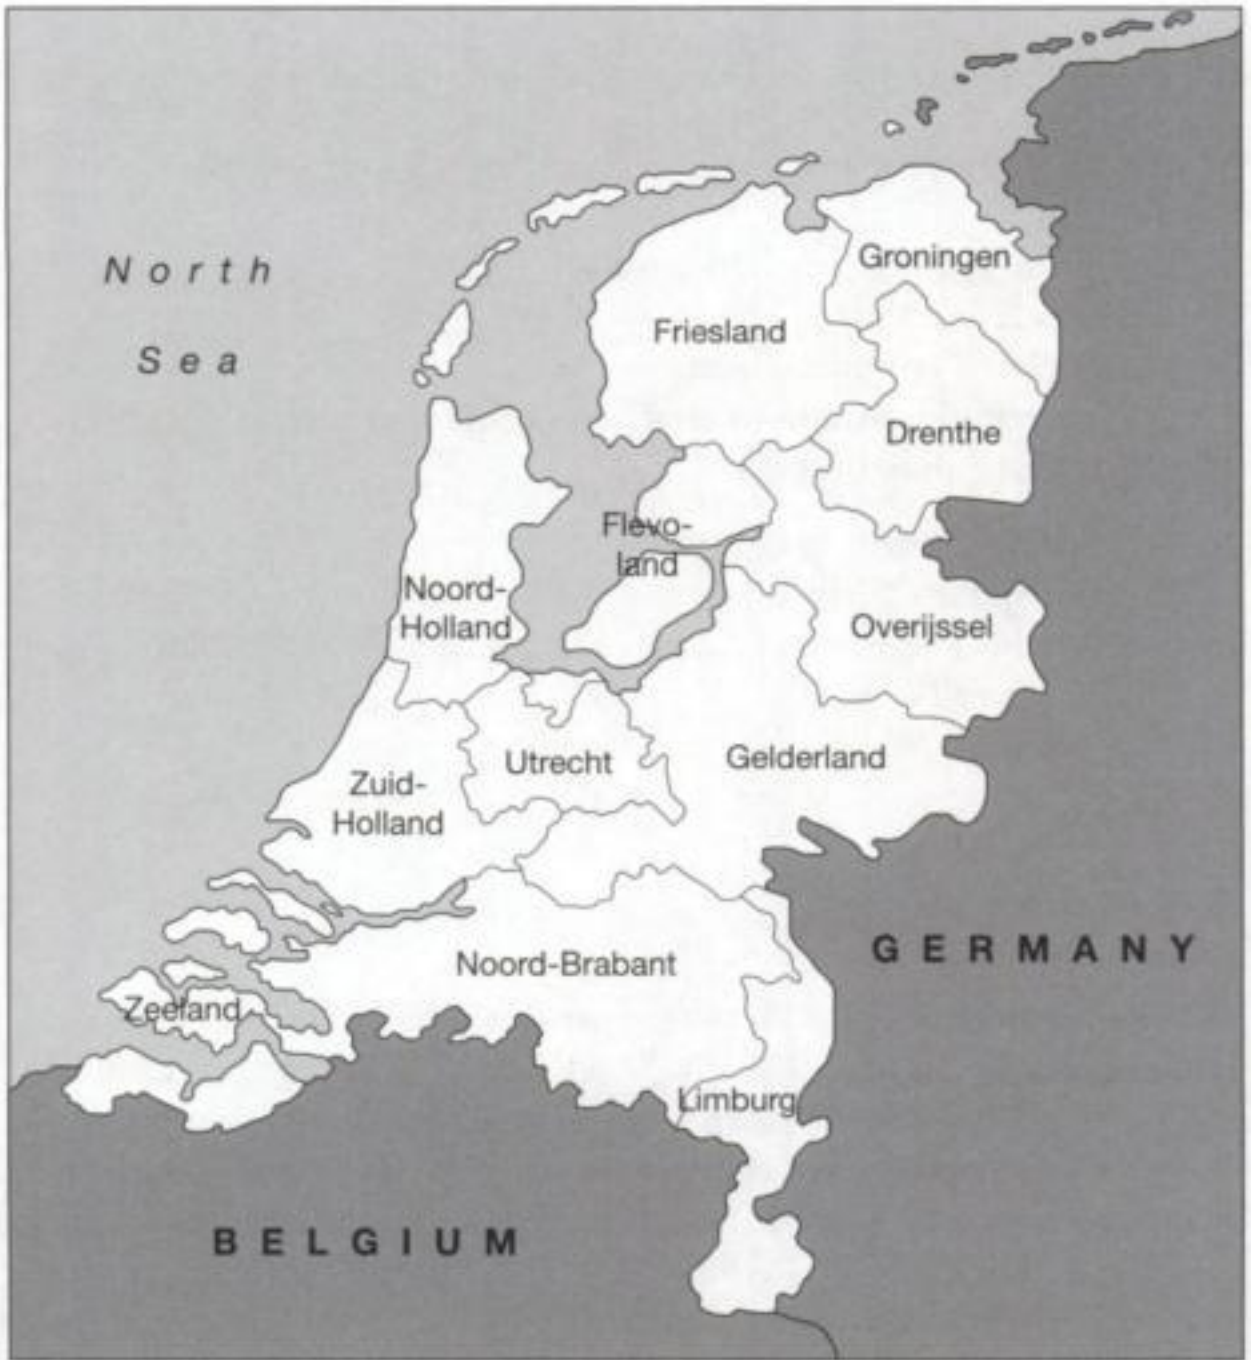 North
Sea
Groningen
Friesland
Drenthe
Flevo-
land
Noord-
Holland
Overijssel
Utrecht
Gelderland
Zuid-
Holland
GERMANY
Noord-Brabant
Zeeland
Limburg
BELGIUM